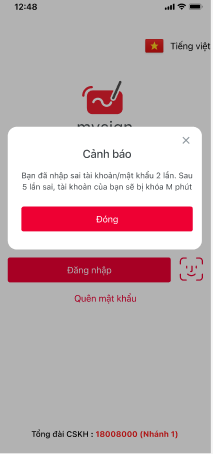 12:48
Tiếng việt
mysign
Cảnh báo
Bạn đã nhập sai tài khoản/mật khẩu 2 lần. Sau
5 lần sai, tài khoản của bạn sẽ bị khóa M phút
Đóng
Đăng nhập
Quên mật khẩu
Tổng đài CSKH : 18008000 (Nhánh 1)